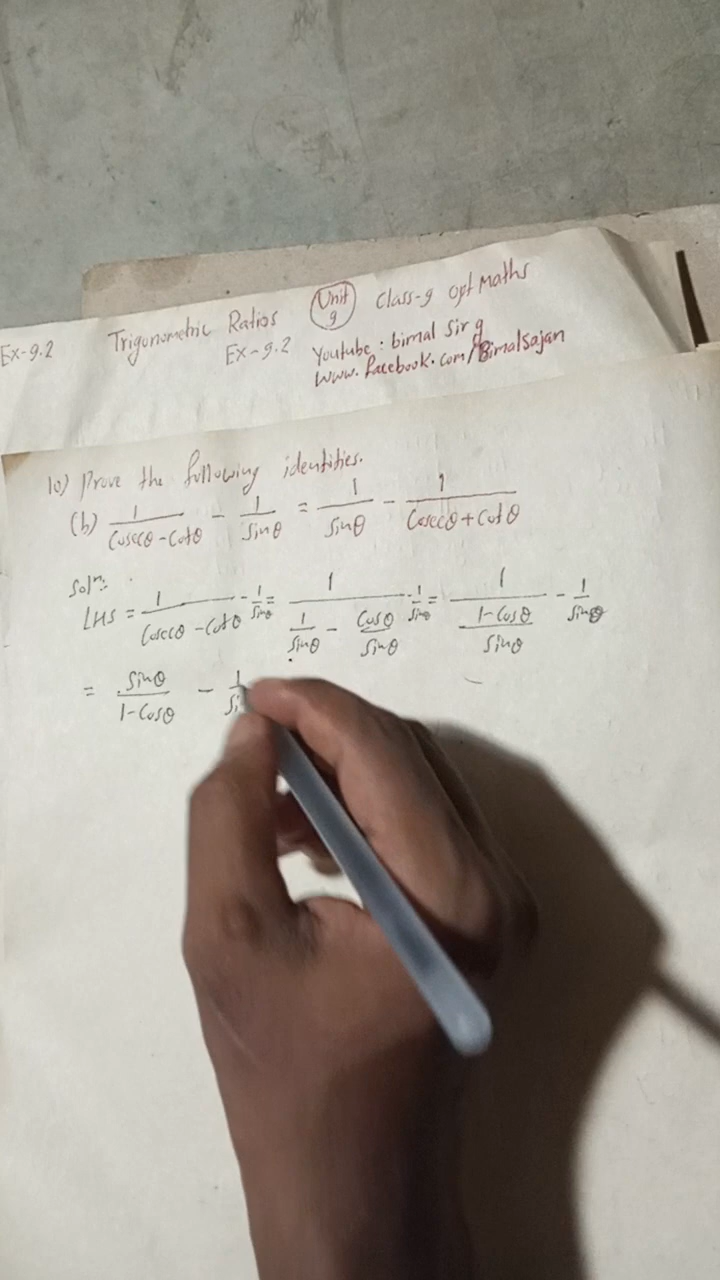 Ex-9.2 Trigonometric Ratios Unit 9 Class-9 opt Maths
Ex-9.2 Youtube : bimal Sir g
www.facebook.com/Bimalsajan
10) Prove the following identities.
(h) 1/(Cosecθ - Cotθ) - 1/Sinθ = 1/Sinθ - 1/(Cosecθ + Cotθ)
Solⁿ:
LHS = 1/(Cosecθ - Cotθ) - 1/Sinθ = 1/(1/Sinθ - Cosθ/Sinθ) - 1/Sinθ = 1/((1-Cosθ)/Sinθ) - 1/Sinθ
= Sinθ/(1-Cosθ) - 1/Si